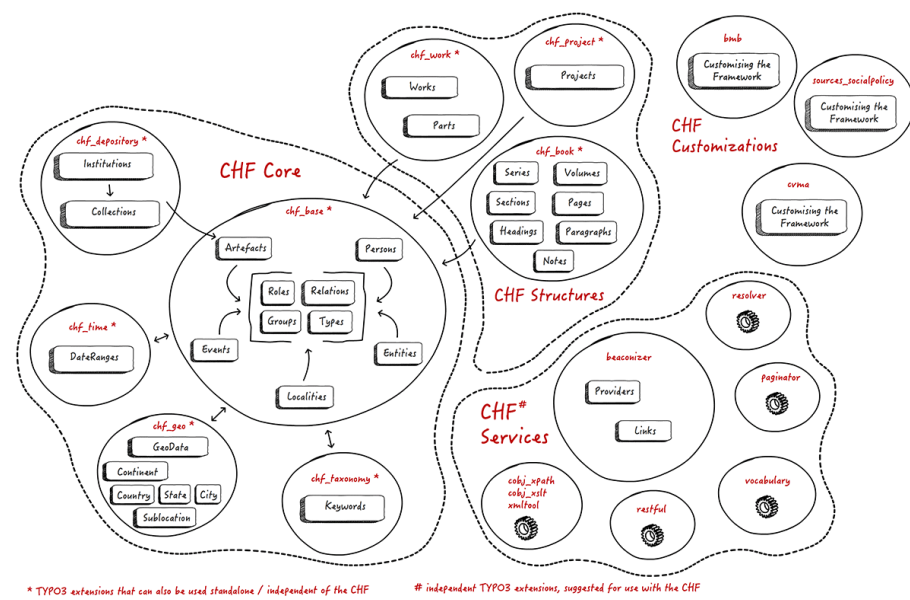 CHF Core
chf_depository *
Institutions
Collections
chf_base *
Artefacts
Persons
Roles
Relations
Groups
Types
Events
Entities
Localities
chf_time *
DateRanges
chf_geo *
GeoData
Continent
Country
State
City
Sublocation
chf_taxonomy *
Keywords
chf_work *
Works
Parts
chf_project *
Projects
chf_book *
Series
Volumes
Sections
Pages
Headings
Paragraphs
Notes
CHF Structures
bmb
Customising the
Framework
sources_socialpolicy
Customising the
Framework
CHF
Customizations
cvma
Customising the
Framework
CHF#
Services
resolver
beaconizer
Providers
Links
paginator
vocabulary
restful
cobj_xpath
cobj_xslt
xmltool
* TYPO3 extensions that can also be used standalone / independent of the CHF
# independent TYPO3 extensions, suggested for use with the CHF